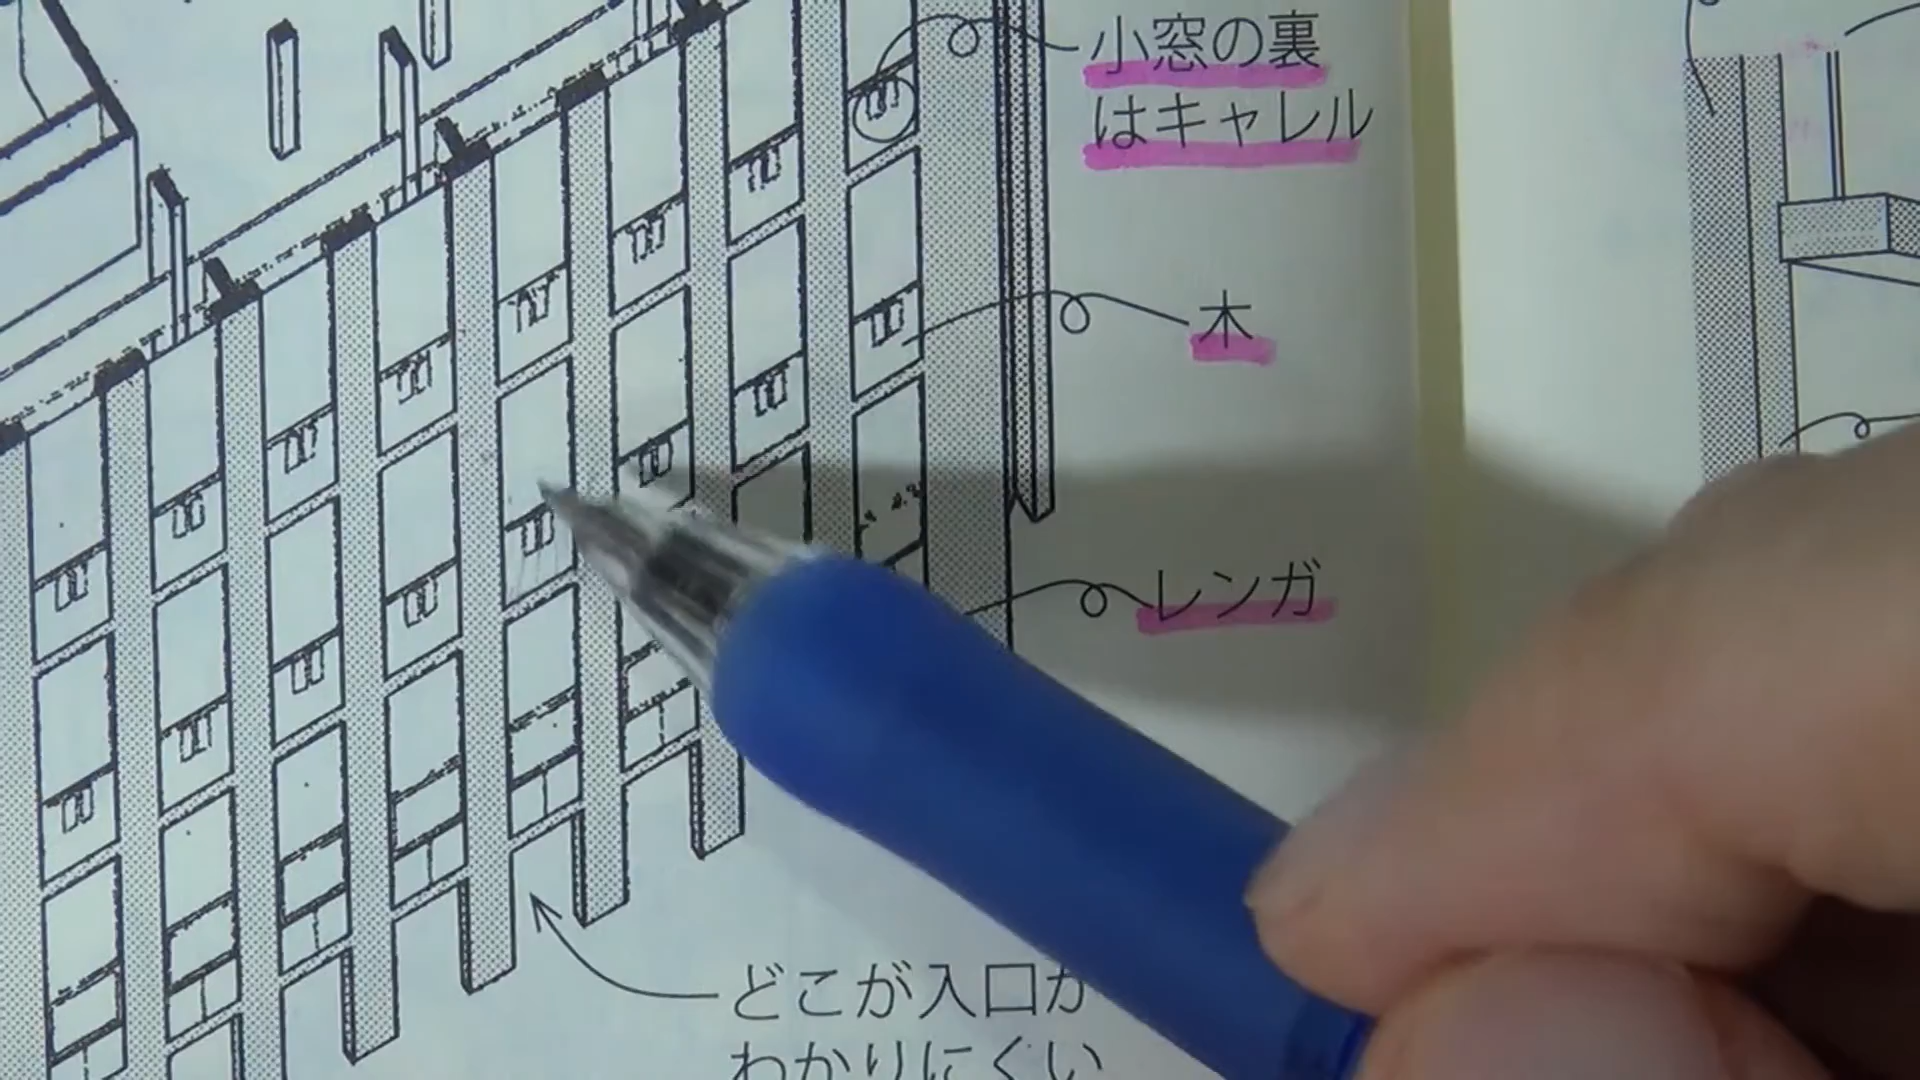 小窓の裏
はキャレル
木
レンガ
どこが入口か
わかりにくい